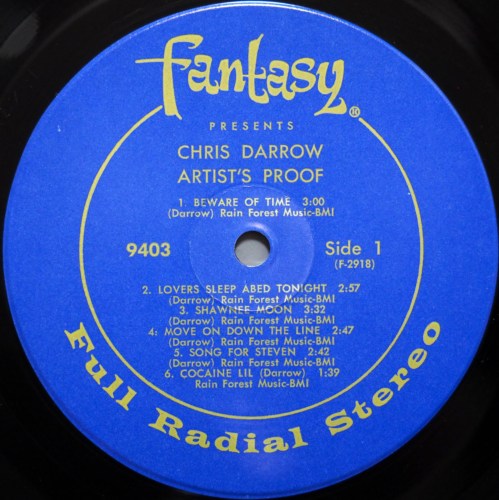 fantasy®
PRESENTS
CHRIS DARROW
ARTIST'S PROOF
1. BEWARE OF TIME 3:00
(Darrow) Rain Forest Music-BMI
9403
Side 1
(F-2918)
2. LOVERS SLEEP ABED TONIGHT 2:57
(Darrow) Rain Forest Music-BMI
3. SHAWNEE MOON 3:32
(Darrow) Rain Forest Music-BMI
4: MOVE ON DOWN THE LINE 2:47
(Darrow) Rain Forest Music-BMI
5. SONG FOR STEVEN 2:42
(Darrow) Rain Forest Music-BMI
6. COCAINE LIL (Darrow) 1:39
Rain Forest Music-BMI
Full Radial Stereo